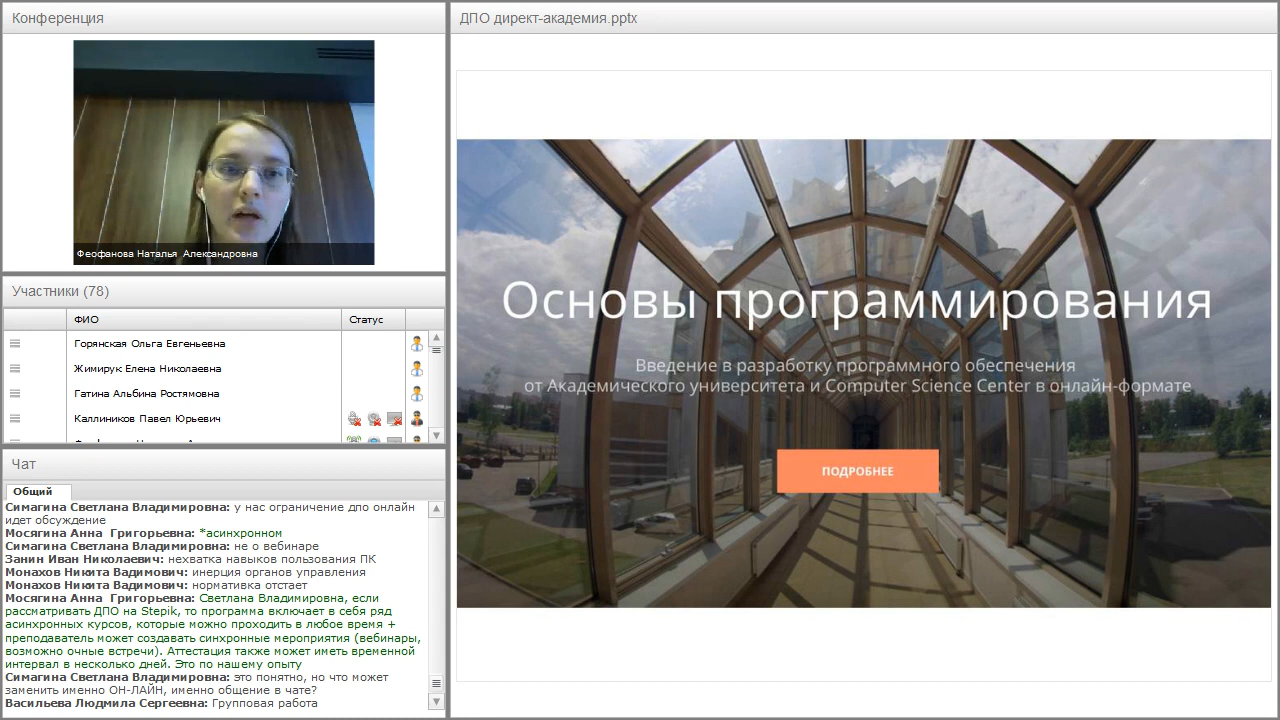 Конференция
Феофанова Наталья Александровна
Участники (78)
ФИО Статус
Горянская Ольга Евгеньевна
Жимирук Елена Николаевна
Гатина Альбина Ростямовна
Каллиников Павел Юрьевич
Чат
Общий
Симагина Светлана Владимировна: у нас ограничение дпо онлайн
идет обсуждение
Мосягина Анна Григорьевна: *асинхронном
Симагина Светлана Владимировна: не о вебинаре
Занин Иван Николаевич: нехватка навыков пользования ПК
Монахов Никита Вадимович: инерция органов управления
Монахов Никита Вадимович: норматива отстает
Мосягина Анна Григорьевна: Светлана Владимировна, если
рассматривать ДПО на Stepik, то программа включает в себя ряд
асинхронных курсов, которые можно проходить в любое время +
преподаватель может создавать синхронные мероприятия (вебинары,
возможно очные встречи). Аттестация также может иметь временной
интервал в несколько дней. Это по нашему опыту
Симагина Светлана Владимировна: это понятно, но что может
заменить именно ОН-ЛАЙН, именно общение в чате?
Васильева Людмила Сергеевна: Групповая работа
ДПО директ-академия.pptx
Основы программирования
Введение в разработку программного обеспечения
от Академического университета и Computer Science Center в онлайн-формате
ПОДРОБНЕЕ